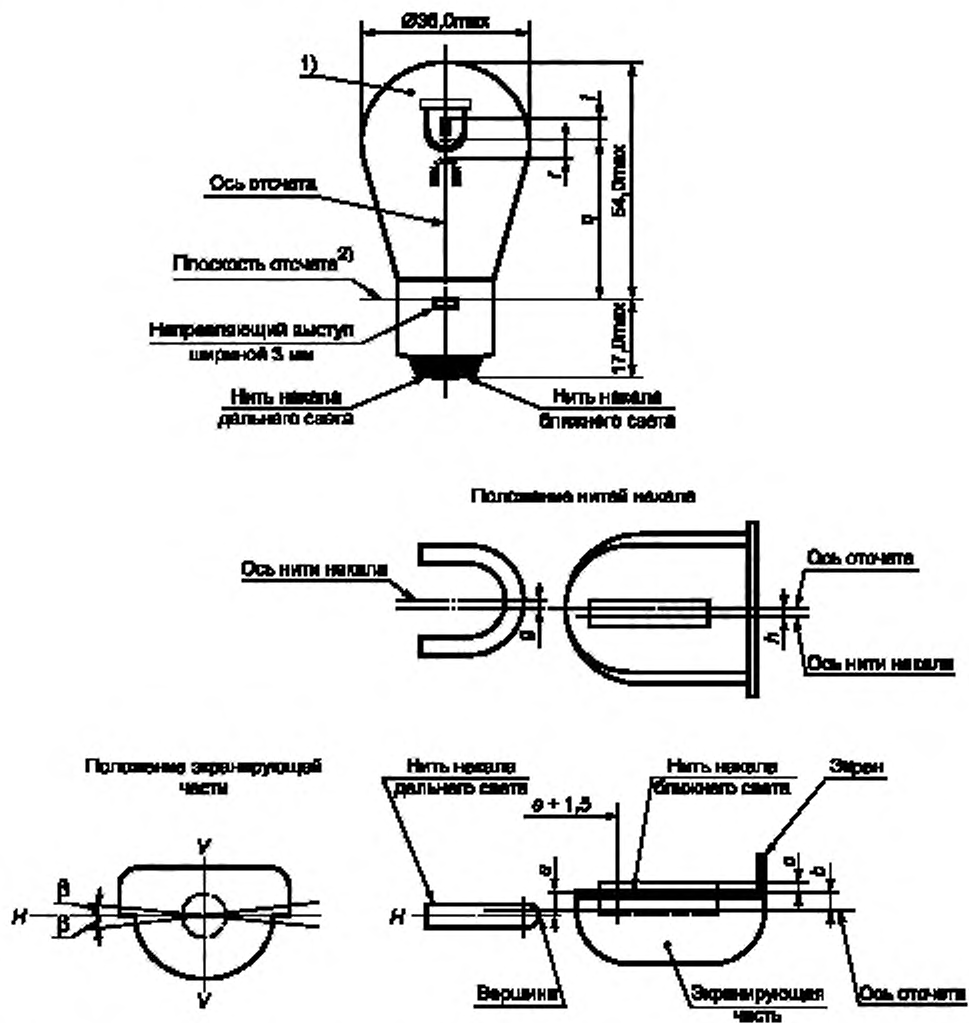 Ø36,0max
1)
f
54,0max
Ось отсчета
Плоскость отсчета2)
Направляющий выступ
шириной 3 мм
17,0max
Нить накала
дальнего света
Нить накала
ближнего света
Положение нитей накала
Ось нити накала
Ось отсчета
g
h
Ось нити накала
Положение экранирующей
части
Нить накала
дальнего света
Нить накала
ближнего света
Экран
e + 1,5
V
β
H
β
V
H
Вершина
Экранирующая
часть
Ось отсчета